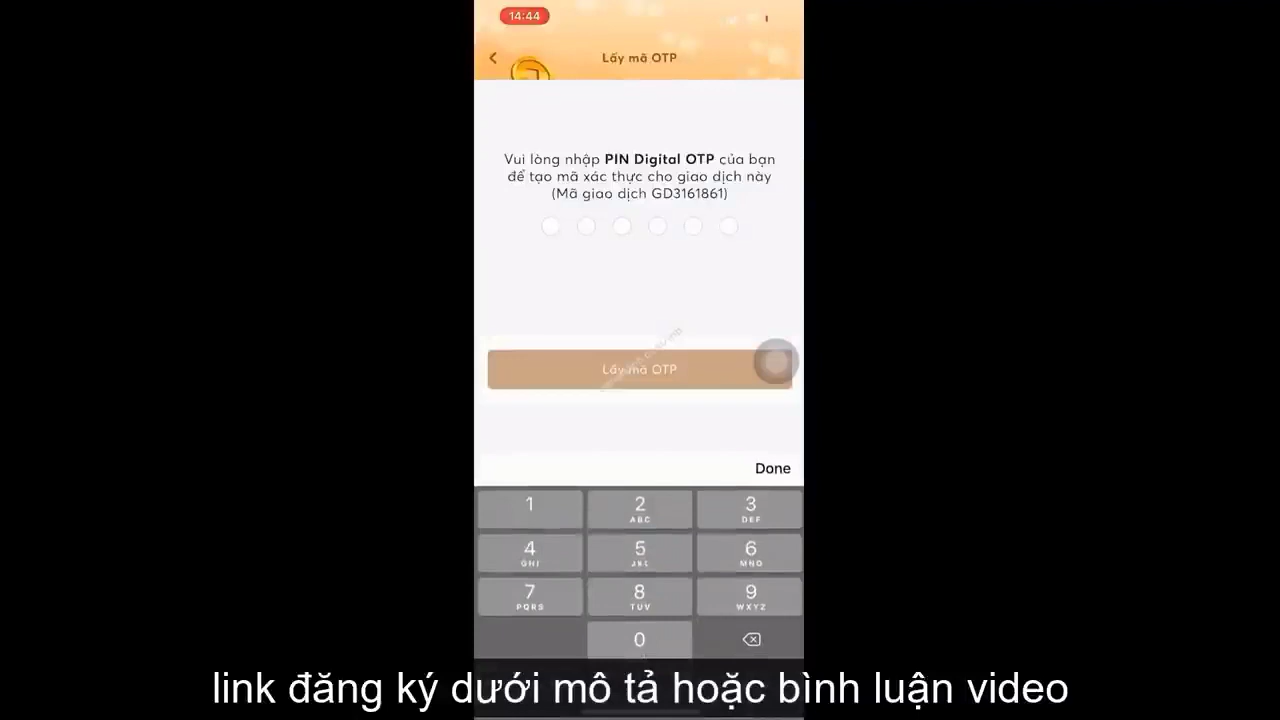 14:44
Lấy mã OTP
Vui lòng nhập PIN Digital OTP của bạn
để tạo mã xác thực cho giao dịch này
(Mã giao dịch GD3161861)
Lấy mã OTP
Done
1
2
ABC
3
DEF
4
GHI
5
JKL
6
MNO
7
PQRS
8
TUV
9
WXYZ
0
link đăng ký dưới mô tả hoặc bình luận video